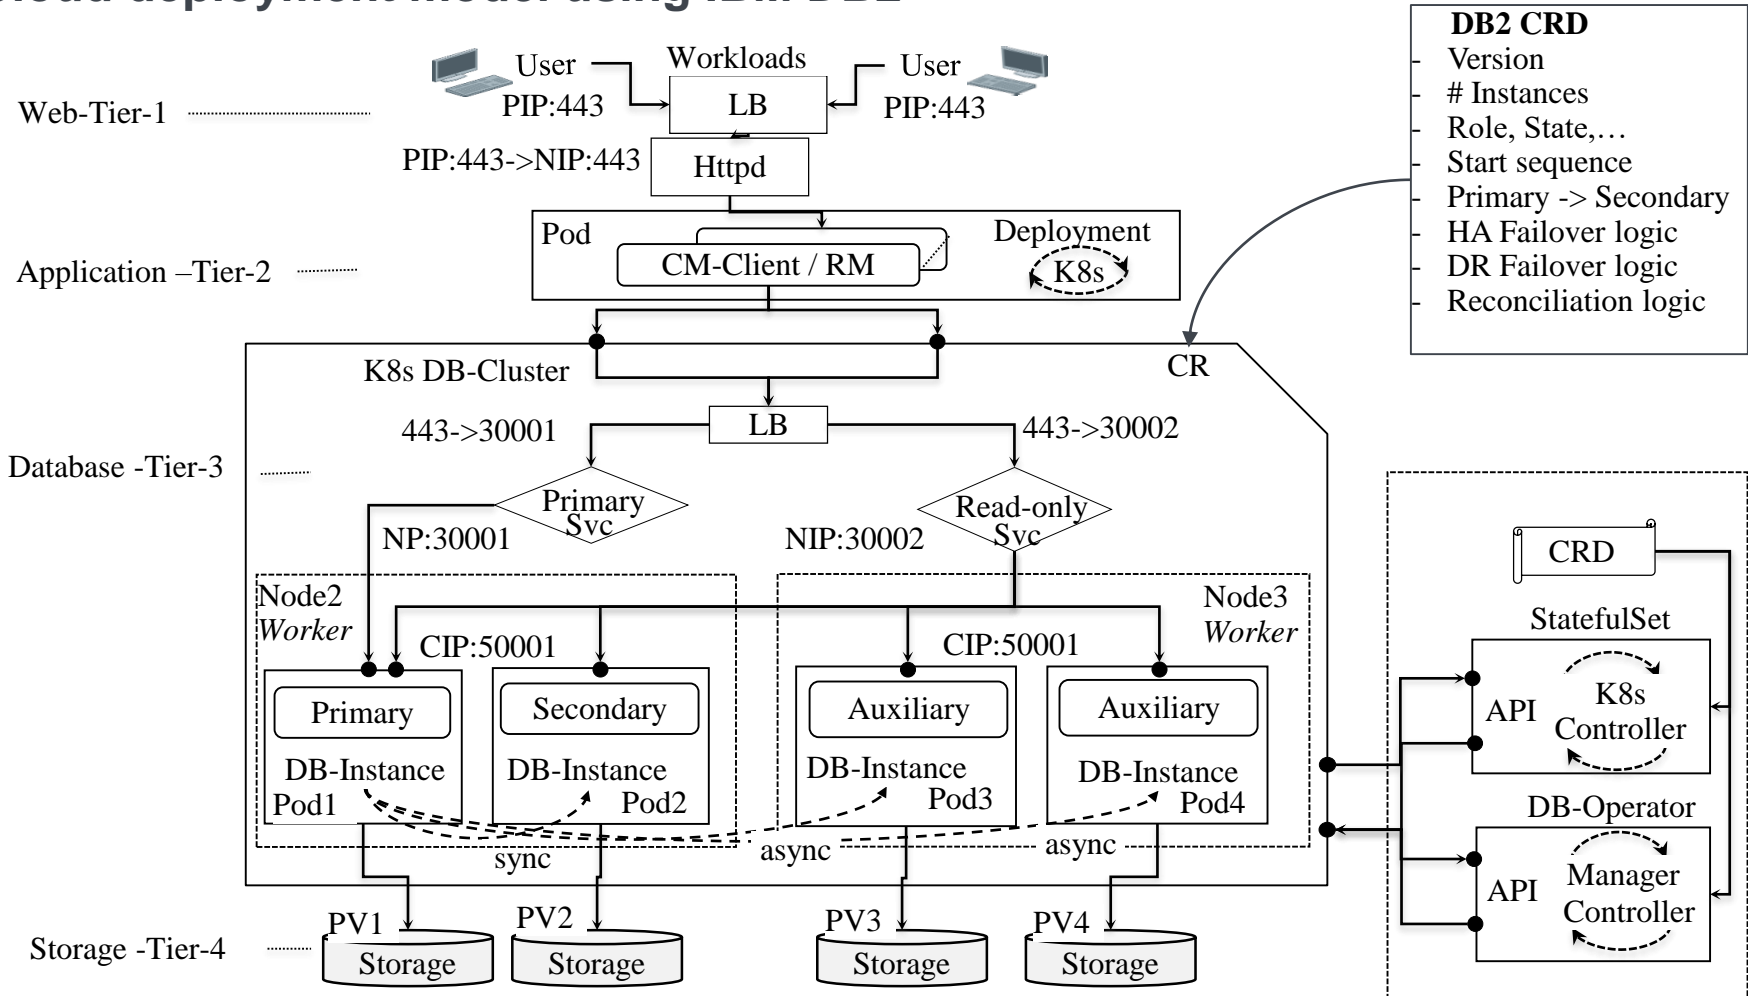 deployment model using IBM DB2
DB2 CRD
- Version
- # Instances
- Role, State,…
- Start sequence
- Primary -> Secondary
- HA Failover logic
- DR Failover logic
- Reconciliation logic
Workloads
User
User
PIP:443
LB
PIP:443
Web-Tier-1
PIP:443->NIP:443
Httpd
Pod
Deployment
CM-Client / RM
K8s
Application –Tier-2
K8s DB-Cluster
CR
443->30001
LB
443->30002
Database -Tier-3
Primary
Svc
Read-only
Svc
NP:30001
NIP:30002
Node2
Worker
Node3
Worker
CIP:50001
CIP:50001
Primary
Secondary
Auxiliary
Auxiliary
DB-Instance
Pod1
DB-Instance
Pod2
DB-Instance
Pod3
DB-Instance
Pod4
sync
async
async
CRD
StatefulSet
API
K8s
Controller
DB-Operator
API
Manager
Controller
PV1
PV2
PV3
PV4
Storage -Tier-4
Storage
Storage
Storage
Storage